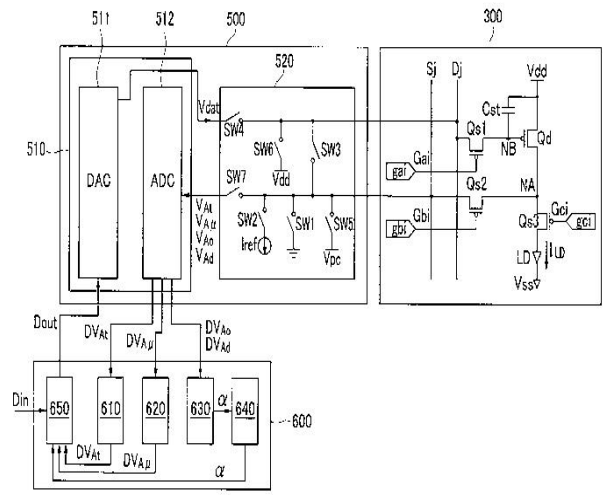 511 512 500 300
520
Sj Dj Vdd
Vdat Cst
SW4 Qs1 Qd
510 SW6 SW3 NB
DAC ADC Vdd Gai
SW7 gai Qs2 NA
VAt SW2 SW1 SW5 Gbi Gci
VAμ Iref Vpc gbi Qs3 gci
VAo LD ILD
VAd Vss
Dout DVAt DVAμ DVAo
DVAd
Din 650 610 620 630 α 640 600
DVAt DVAμ α